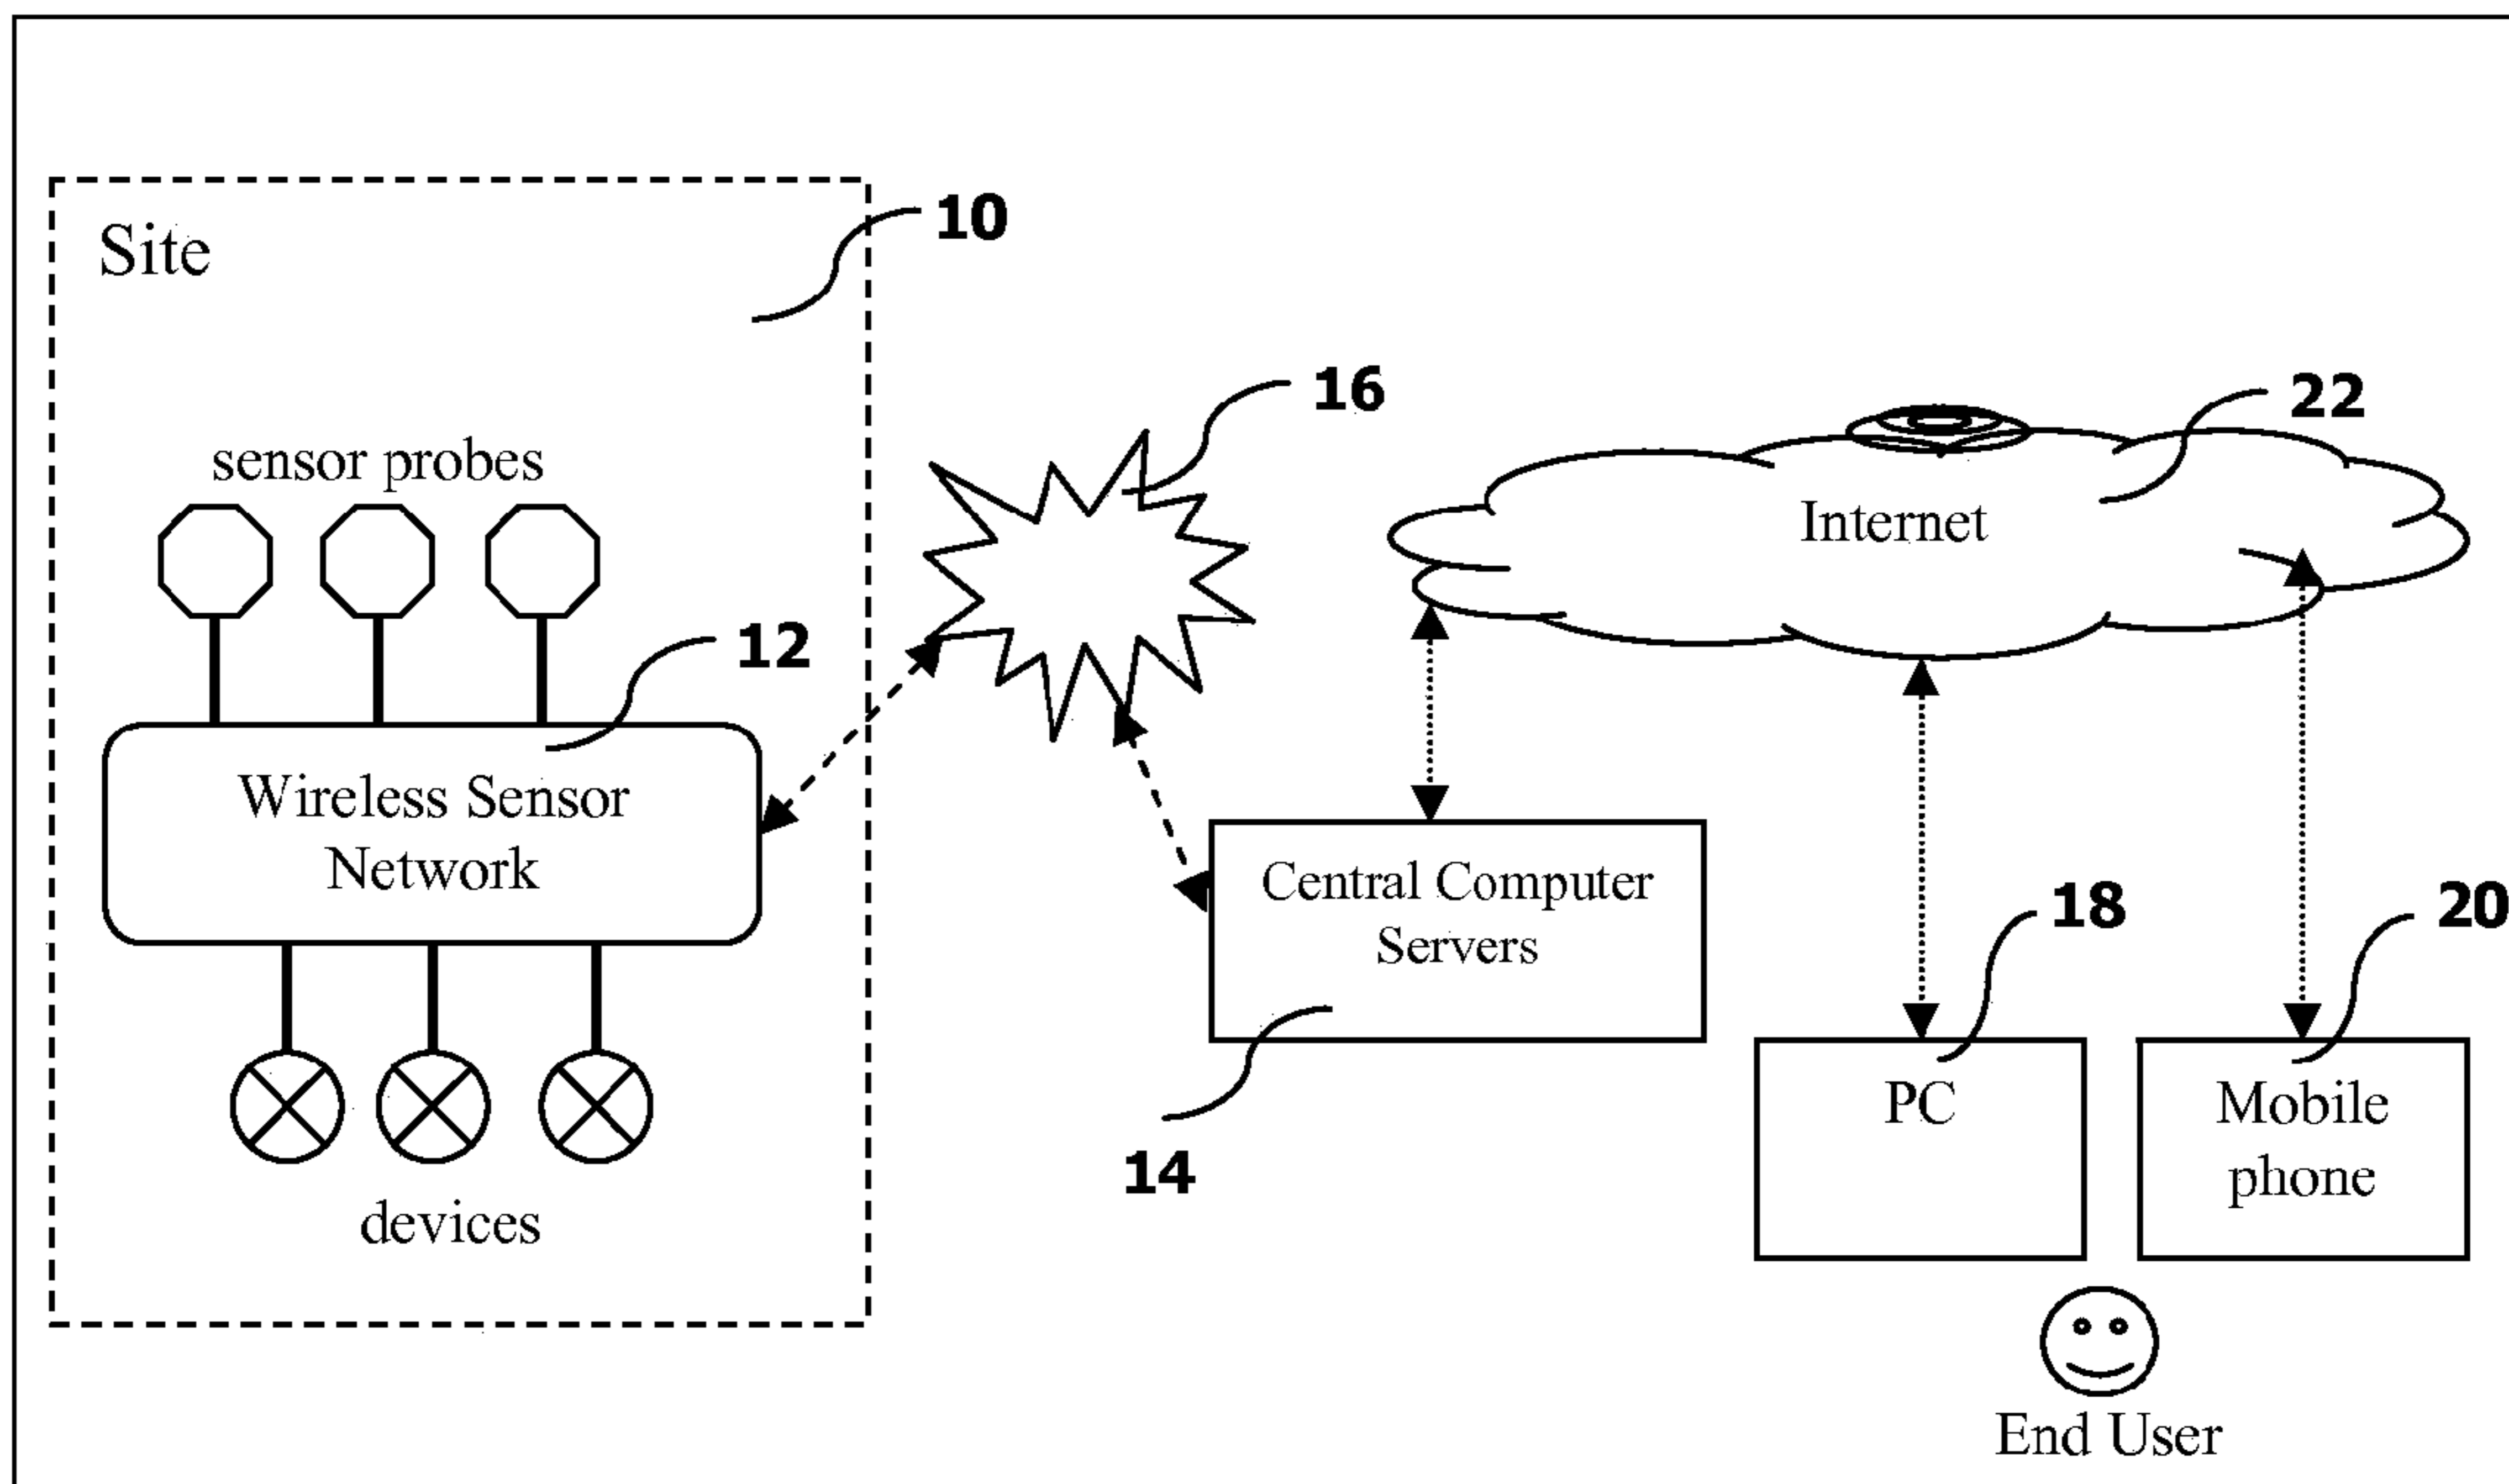 Site
10
sensor probes
16
22
Internet
12
Wireless Sensor
Network
Central Computer
Servers
18
20
PC
Mobile
phone
14
devices
End User